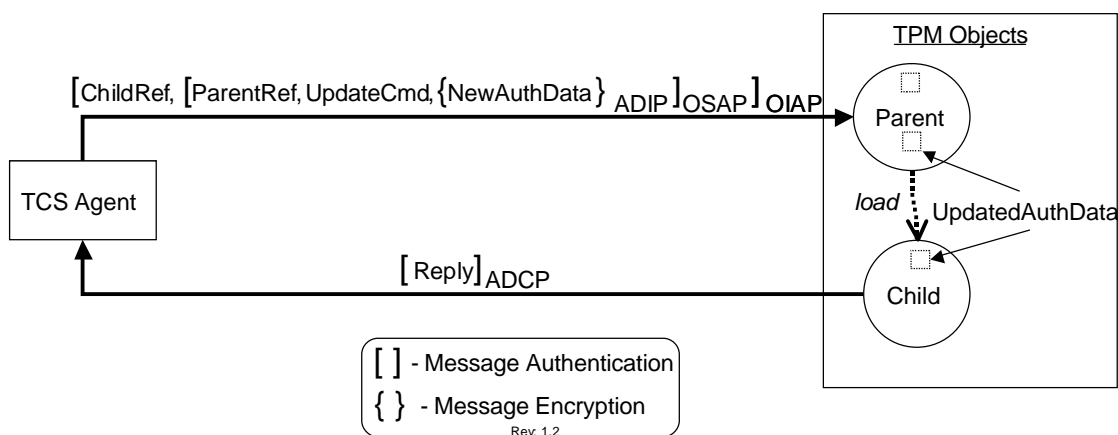 TPM Objects
[ChildRef, [ParentRef, UpdateCmd, {NewAuthData} ADIP]OSAP] OIAP
Parent
TCS Agent
load
UpdatedAuthData
[Reply]ADCP
Child
[ ] - Message Authentication
{ } - Message Encryption
Rev: 1.2